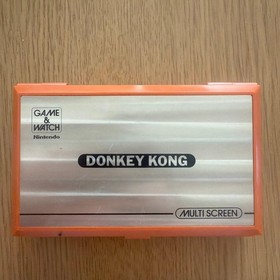 GAME
&
WATCH
Nintendo
DONKEY KONG
MULTI SCREEN